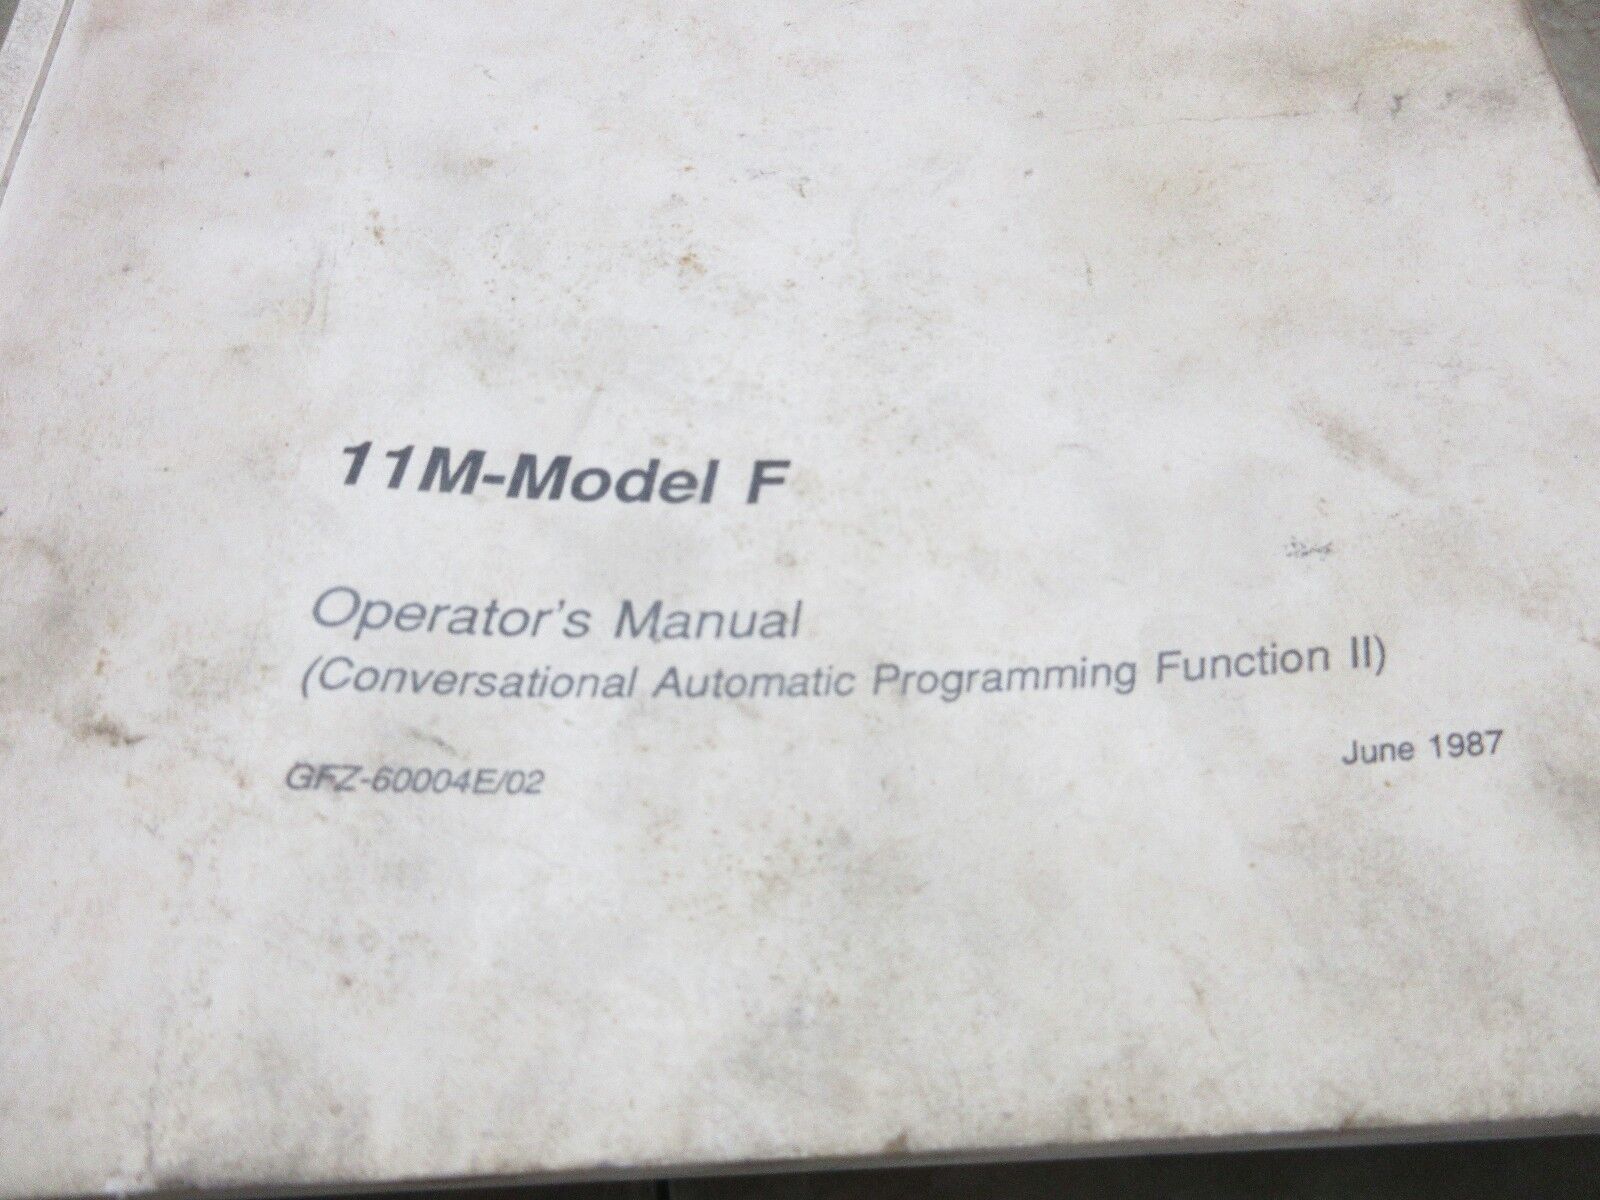 11M-Model F
Operator's Manual
(Conversational Automatic Programming Function II)
GFZ-60004E/02
June 1987